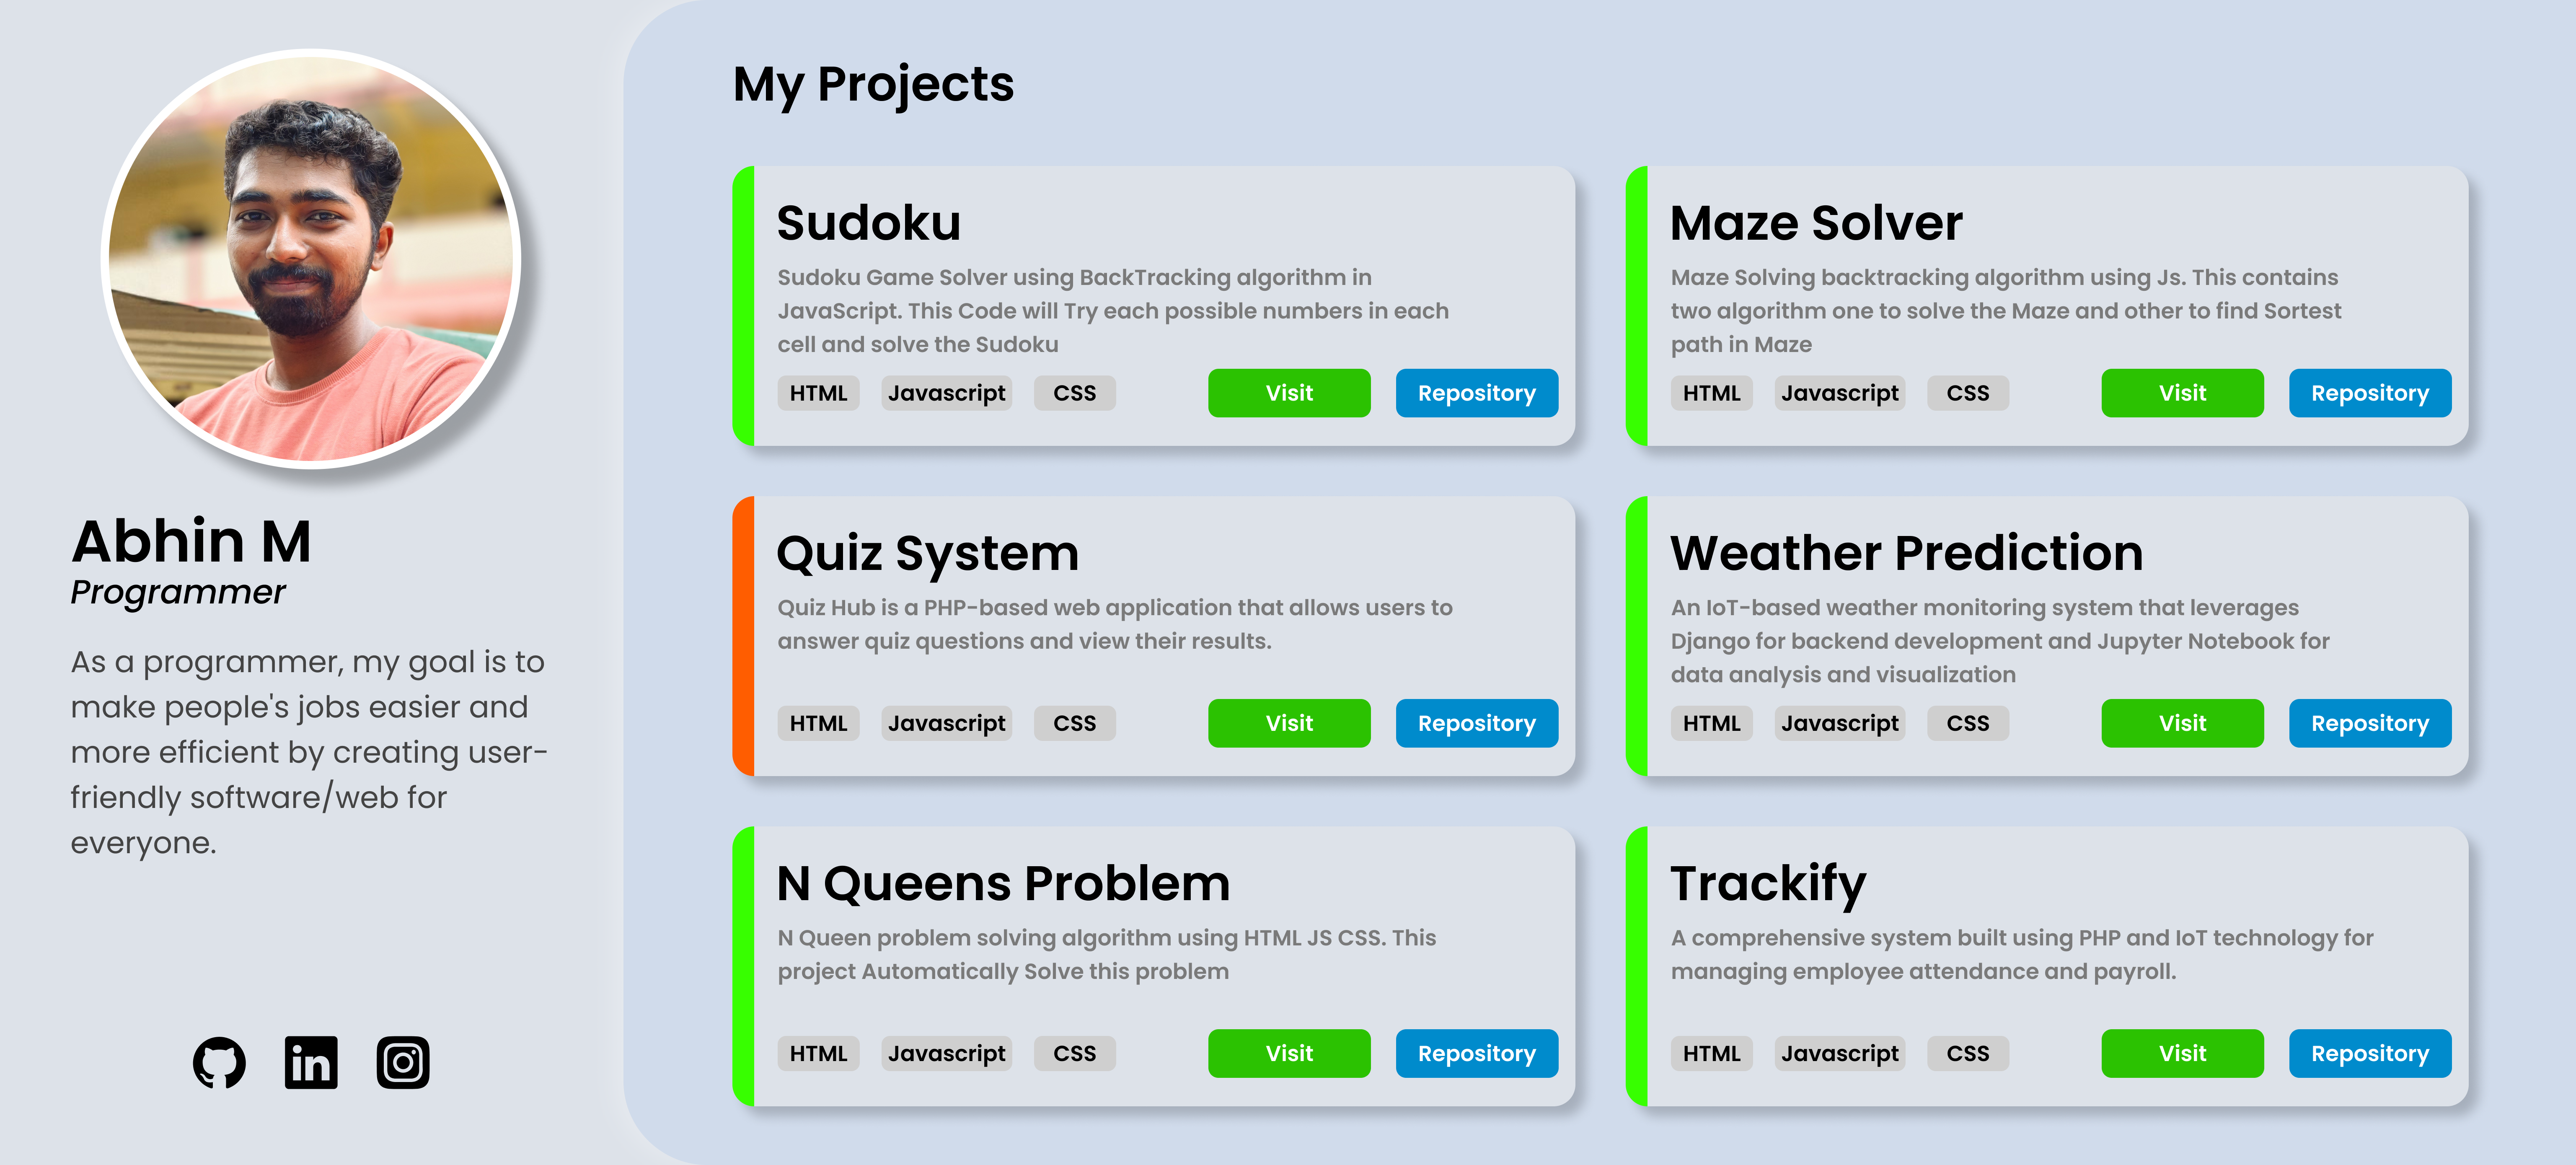 Abhin M
Programmer
As a programmer, my goal is to
make people's jobs easier and
more efficient by creating user-
friendly software/web for
everyone.
in
My Projects
Sudoku
Sudoku Game Solver using BackTracking algorithm in
JavaScript. This Code will Try each possible numbers in each
cell and solve the Sudoku
HTML Javascript CSS Visit Repository
Maze Solver
Maze Solving backtracking algorithm using Js. This contains
two algorithm one to solve the Maze and other to find Sortest
path in Maze
HTML Javascript CSS Visit Repository
Quiz System
Quiz Hub is a PHP-based web application that allows users to
answer quiz questions and view their results.
HTML Javascript CSS Visit Repository
Weather Prediction
An IoT-based weather monitoring system that leverages
Django for backend development and Jupyter Notebook for
data analysis and visualization
HTML Javascript CSS Visit Repository
N Queens Problem
N Queen problem solving algorithm using HTML JS CSS. This
project Automatically Solve this problem
HTML Javascript CSS Visit Repository
Trackify
A comprehensive system built using PHP and IoT technology for
managing employee attendance and payroll.
HTML Javascript CSS Visit Repository